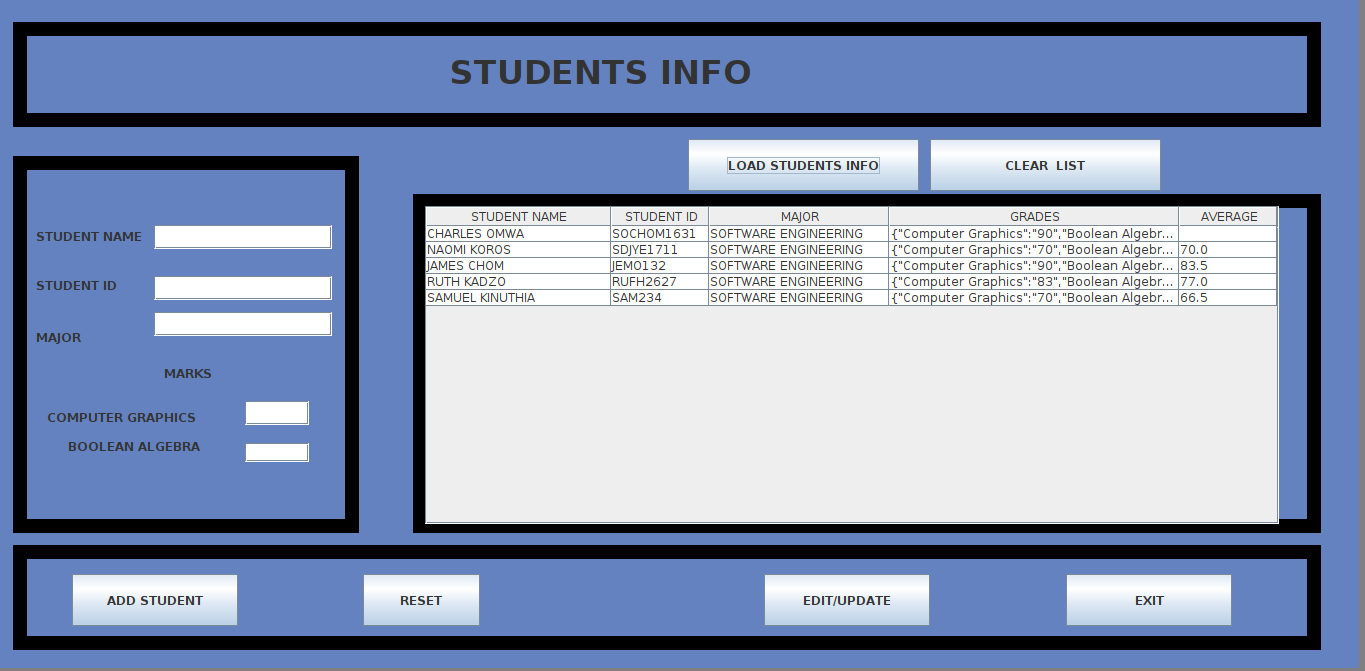 STUDENTS INFO
LOAD STUDENTS INFO CLEAR  LIST
STUDENT NAME
STUDENT ID
MAJOR
MARKS
COMPUTER GRAPHICS
BOOLEAN ALGEBRA
STUDENT NAME STUDENT ID MAJOR GRADES AVERAGE
CHARLES OMWA SOCHOM1631 SOFTWARE ENGINEERING {"Computer Graphics":"90","Boolean Algebr...
NAOMI KOROS SDJYE1711 SOFTWARE ENGINEERING {"Computer Graphics":"70","Boolean Algebr... 70.0
JAMES CHOM JEMO132 SOFTWARE ENGINEERING {"Computer Graphics":"90","Boolean Algebr... 83.5
RUTH KADZO RUFH2627 SOFTWARE ENGINEERING {"Computer Graphics":"83","Boolean Algebr... 77.0
SAMUEL KINUTHIA SAM234 SOFTWARE ENGINEERING {"Computer Graphics":"70","Boolean Algebr... 66.5
ADD STUDENT RESET EDIT/UPDATE EXIT